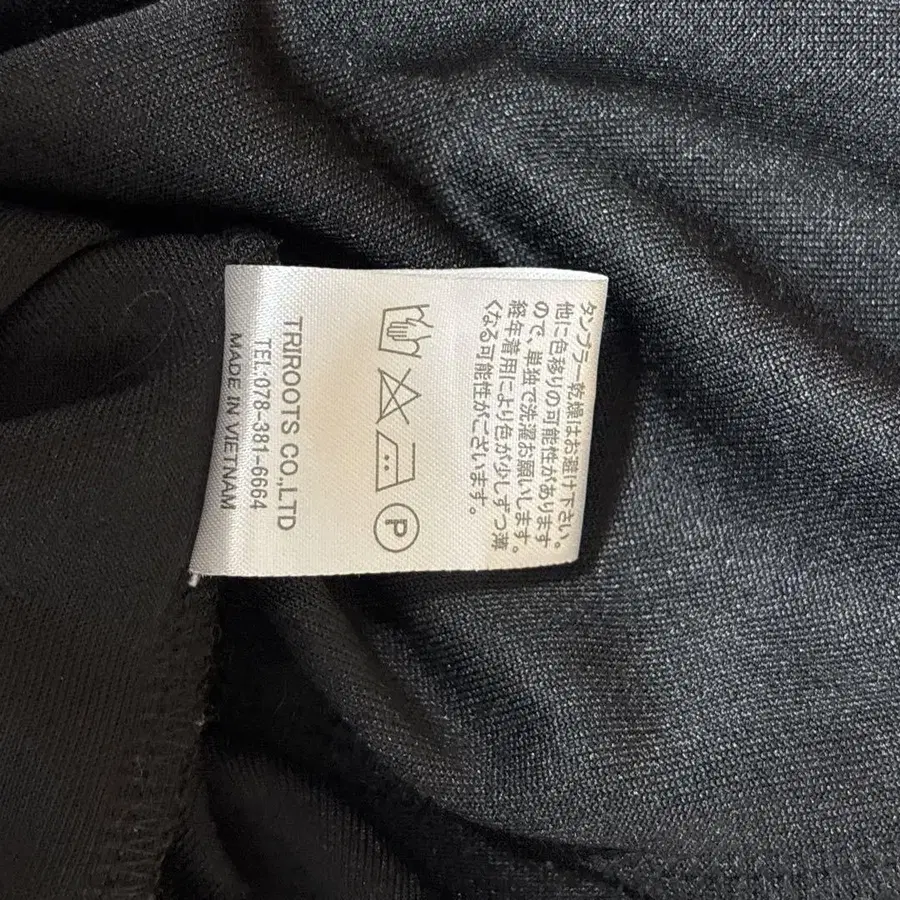 タンブラー乾燥はお避け下さい。
他に色移りの可能性があります
ので、単独で洗濯お願いします。
経年着用により色が少しずつ薄
くなる可能性がございます。
P
TRIROOTS CO.,LTD
TEL:078-381-6664
MADE IN VIETNAM